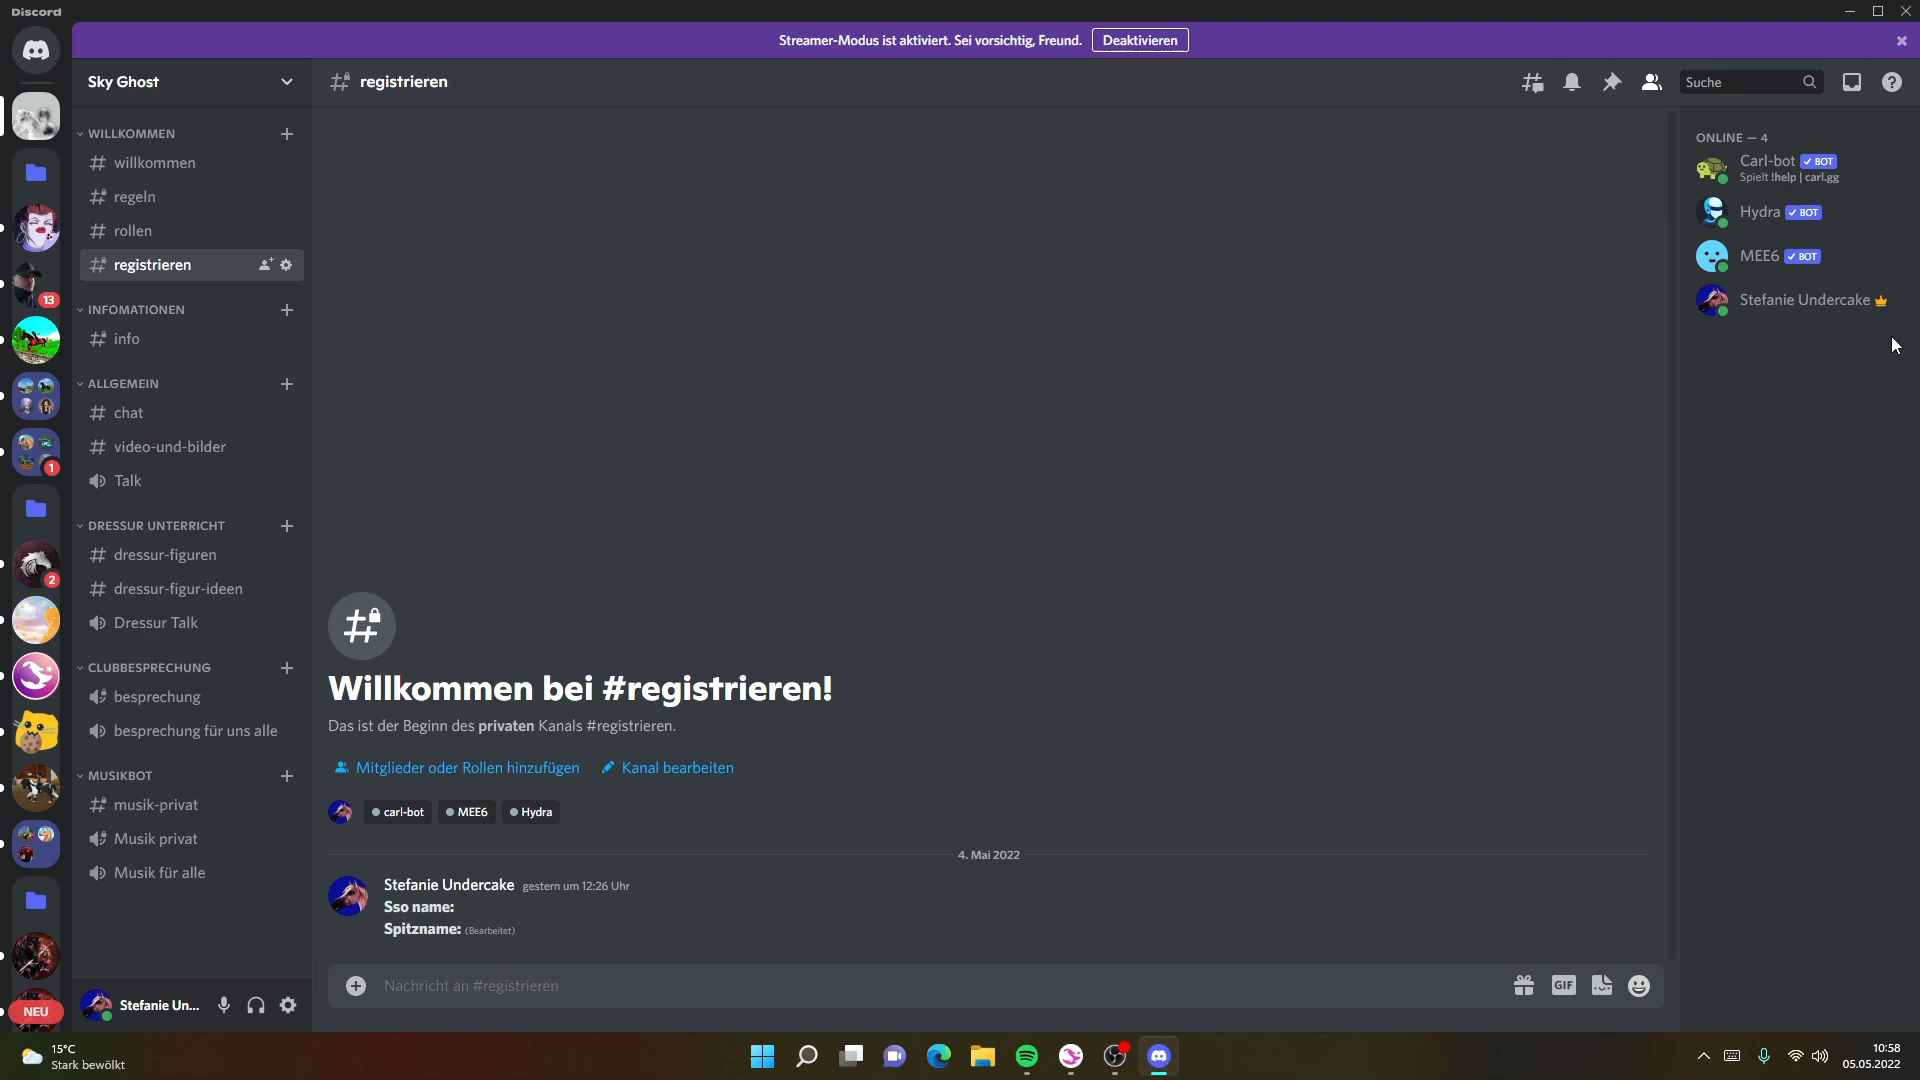 Discord
Streamer-Modus ist aktiviert. Sei vorsichtig, Freund. Deaktivieren
Sky Ghost
registrieren
Suche
WILLKOMMEN
willkommen
regeln
rollen
registrieren
INFOMATIONEN
info
ALLGEMEIN
chat
video-und-bilder
Talk
DRESSUR UNTERRICHT
dressur-figuren
dressur-figur-ideen
Dressur Talk
CLUBBESPRECHUNG
besprechung
besprechung für uns alle
MUSIKBOT
musik-privat
Musik privat
Musik für alle
13
1
2
NEU
Stefanie Un...
Willkommen bei #registrieren!
Das ist der Beginn des privaten Kanals #registrieren.
Mitglieder oder Rollen hinzufügen Kanal bearbeiten
carl-bot MEE6 Hydra
4. Mai 2022
Stefanie Undercake gestern um 12:26 Uhr
Sso name:
Spitzname: (Bearbeitet)
Nachricht an #registrieren
GIF
ONLINE — 4
Carl-bot BOT
Spielt !help | carl.gg
Hydra BOT
MEE6 BOT
Stefanie Undercake
15°C
Stark bewölkt
10:58
05.05.2022